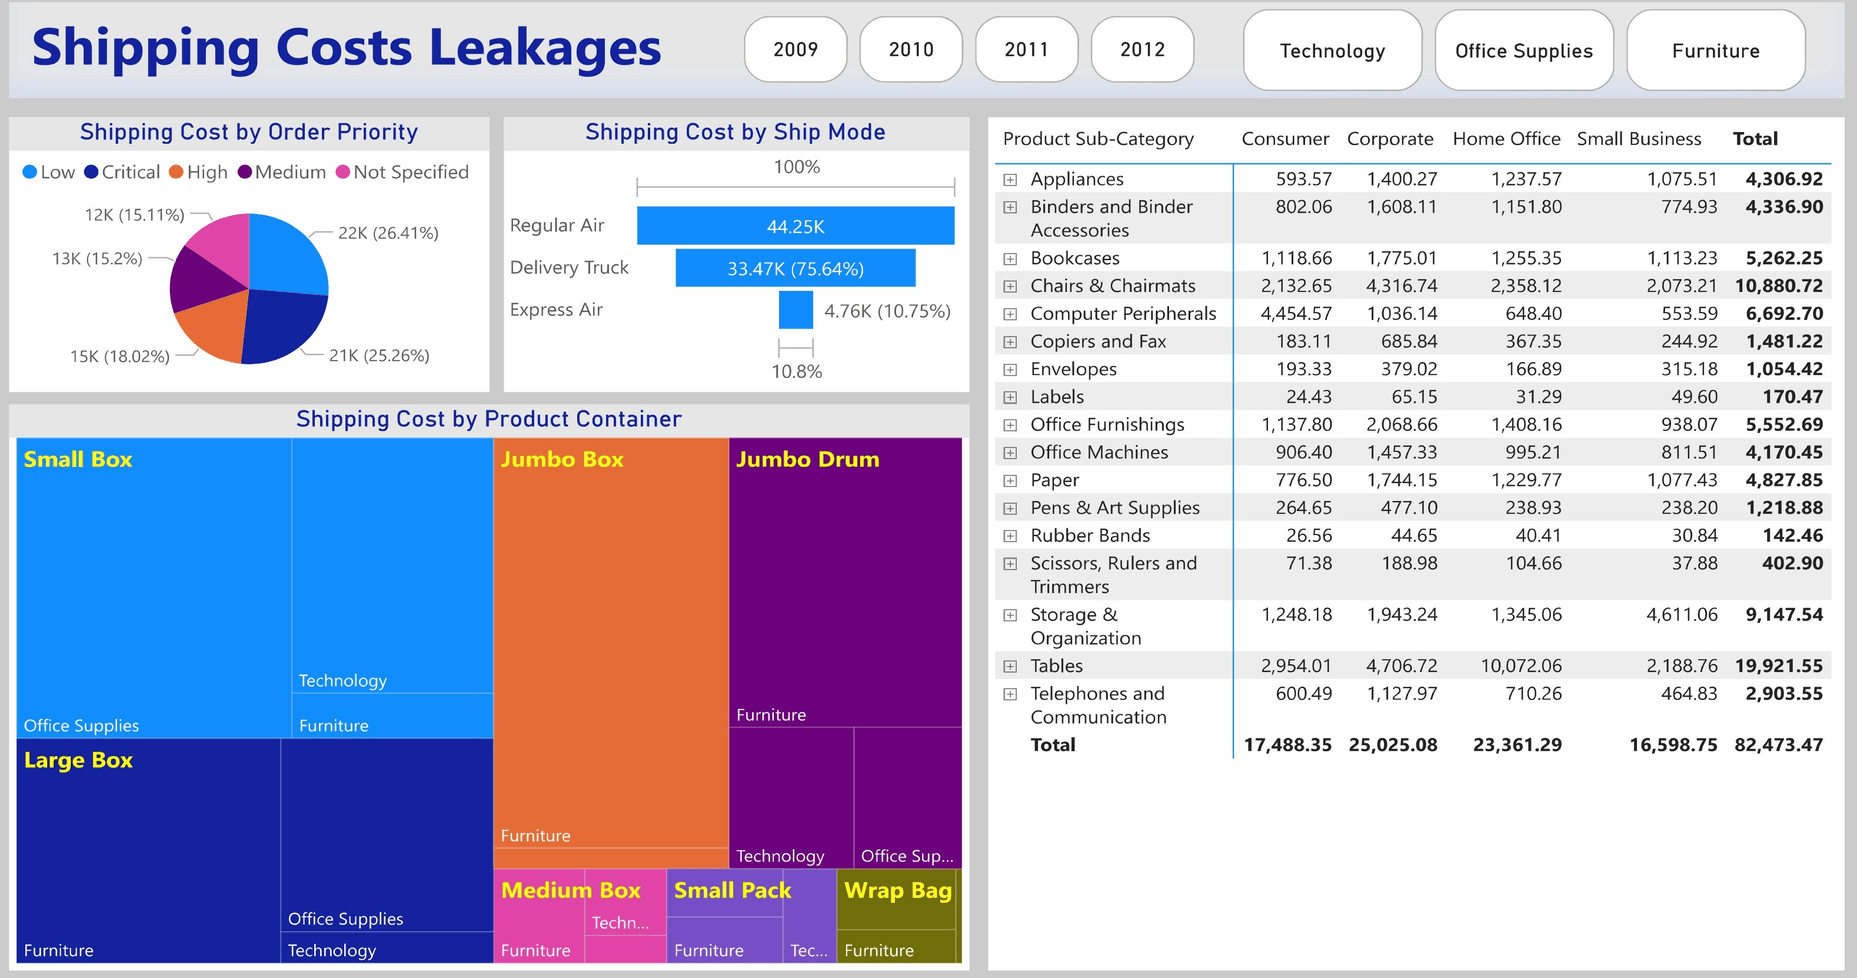 Shipping Costs Leakages
2009
2010
2011
2012
Technology
Office Supplies
Furniture
Shipping Cost by Order Priority
Low Critical High Medium Not Specified
12K (15.11%)
22K (26.41%)
13K (15.2%)
15K (18.02%)
21K (25.26%)
Shipping Cost by Ship Mode
100%
Regular Air 44.25K
Delivery Truck 33.47K (75.64%)
Express Air 4.76K (10.75%)
10.8%
Shipping Cost by Product Container
Small Box
Office Supplies
Technology
Furniture
Large Box
Furniture
Office Supplies
Technology
Jumbo Box
Furniture
Jumbo Drum
Furniture
Technology
Office Sup...
Medium Box
Furniture
Techn...
Small Pack
Furniture
Tec...
Wrap Bag
Furniture
Product Sub-Category Consumer Corporate Home Office Small Business Total
Appliances 593.57 1,400.27 1,237.57 1,075.51 4,306.92
Binders and Binder 802.06 1,608.11 1,151.80 774.93 4,336.90
Accessories
Bookcases 1,118.66 1,775.01 1,255.35 1,113.23 5,262.25
Chairs & Chairmats 2,132.65 4,316.74 2,358.12 2,073.21 10,880.72
Computer Peripherals 4,454.57 1,036.14 648.40 553.59 6,692.70
Copiers and Fax 183.11 685.84 367.35 244.92 1,481.22
Envelopes 193.33 379.02 166.89 315.18 1,054.42
Labels 24.43 65.15 31.29 49.60 170.47
Office Furnishings 1,137.80 2,068.66 1,408.16 938.07 5,552.69
Office Machines 906.40 1,457.33 995.21 811.51 4,170.45
Paper 776.50 1,744.15 1,229.77 1,077.43 4,827.85
Pens & Art Supplies 264.65 477.10 238.93 238.20 1,218.88
Rubber Bands 26.56 44.65 40.41 30.84 142.46
Scissors, Rulers and 71.38 188.98 104.66 37.88 402.90
Trimmers
Storage & 1,248.18 1,943.24 1,345.06 4,611.06 9,147.54
Organization
Tables 2,954.01 4,706.72 10,072.06 2,188.76 19,921.55
Telephones and 600.49 1,127.97 710.26 464.83 2,903.55
Communication
Total 17,488.35 25,025.08 23,361.29 16,598.75 82,473.47